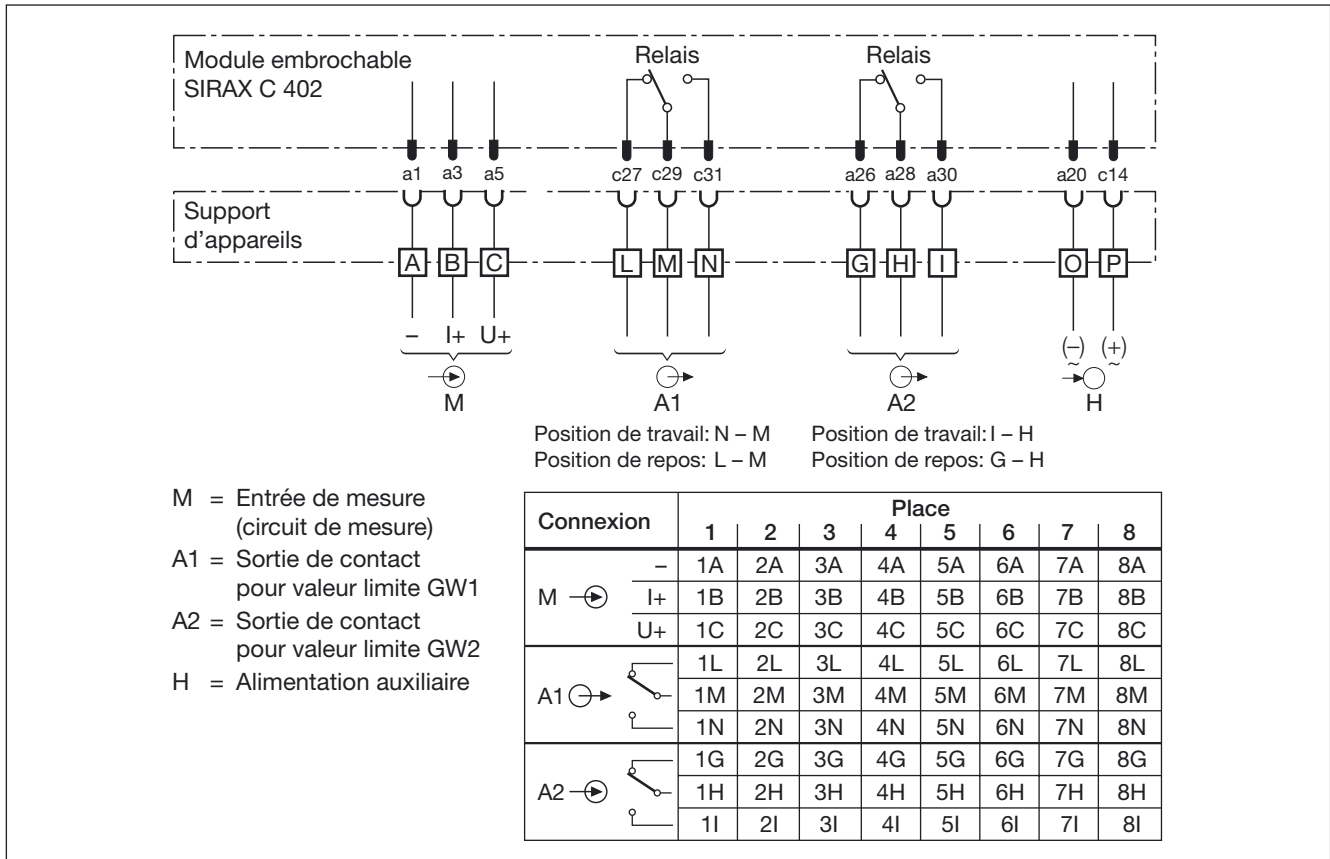 Module embrochable
SIRAX C 402
Relais
Relais
a1 a3 a5 c27 c29 c31 a26 a28 a30 a20 c14
Support
d'appareils
A B C L M N G H I O P
– I+ U+ (–) (+)
~ ~
M A1 A2 H
Position de travail: N – M
Position de repos: L – M
Position de travail: I – H
Position de repos: G – H
M = Entrée de mesure
(circuit de mesure)
A1 = Sortie de contact
pour valeur limite GW1
A2 = Sortie de contact
pour valeur limite GW2
H = Alimentation auxiliaire
Connexion Place
1 2 3 4 5 6 7 8
– 1A 2A 3A 4A 5A 6A 7A 8A
M I+ 1B 2B 3B 4B 5B 6B 7B 8B
U+ 1C 2C 3C 4C 5C 6C 7C 8C
1L 2L 3L 4L 5L 6L 7L 8L
A1 1M 2M 3M 4M 5M 6M 7M 8M
1N 2N 3N 4N 5N 6N 7N 8N
1G 2G 3G 4G 5G 6G 7G 8G
A2 1H 2H 3H 4H 5H 6H 7H 8H
1I 2I 3I 4I 5I 6I 7I 8I